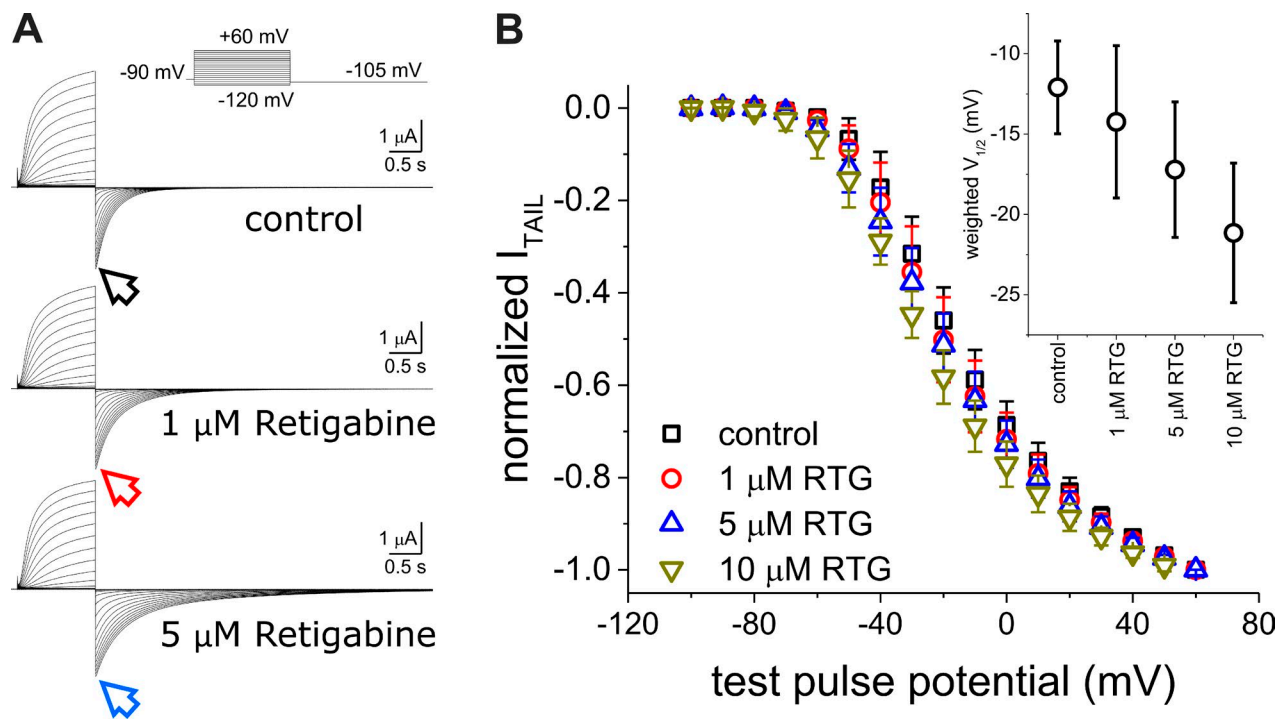 A
+60 mV
-90 mV
-105 mV
-120 mV
1 μA
0.5 s
control
1 μA
0.5 s
1 μM Retigabine
1 μA
0.5 s
5 μM Retigabine
B
normalized I_TAIL
0.0
-0.2
-0.4
-0.6
-0.8
-1.0
-120
-80
-40
0
40
80
test pulse potential (mV)
control
1 μM RTG
5 μM RTG
10 μM RTG
weighted V_1/2 (mV)
-10
-15
-20
-25
control
1 μM RTG
5 μM RTG
10 μM RTG